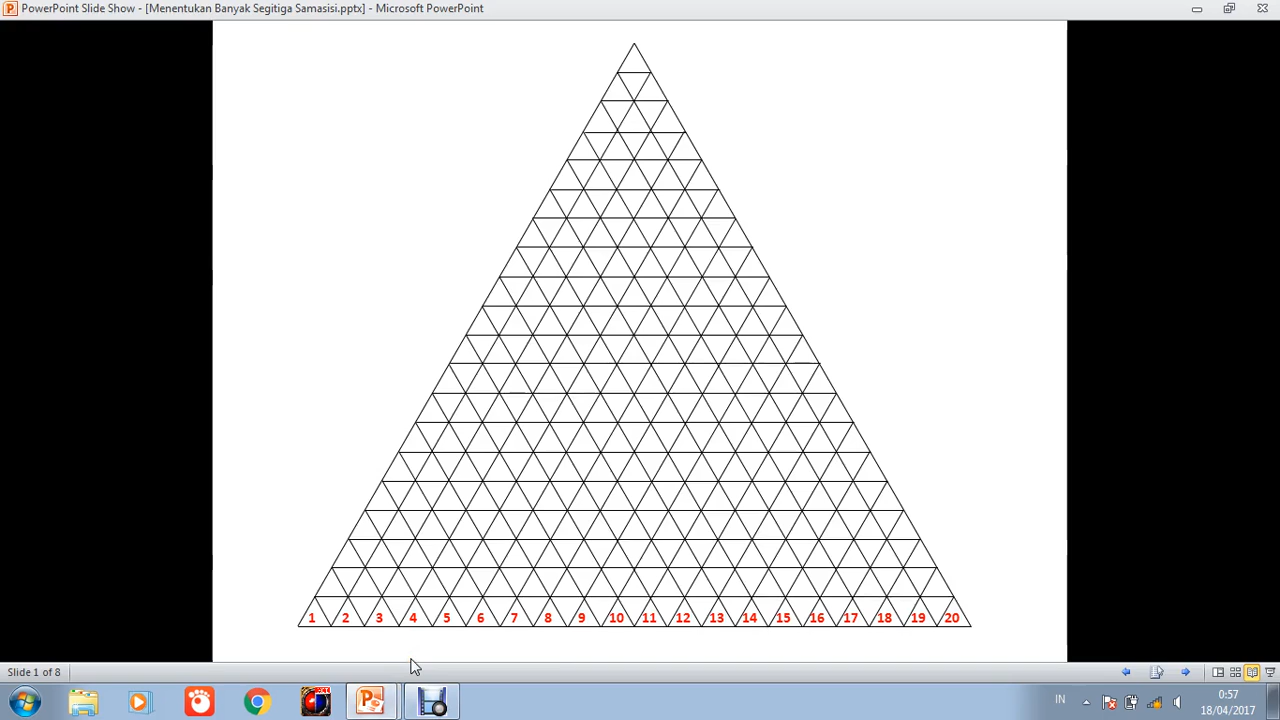 PowerPoint Slide Show - [Menentukan Banyak Segitiga Samasisi.pptx] - Microsoft PowerPoint
1 2 3 4 5 6 7 8 9 10 11 12 13 14 15 16 17 18 19 20
Slide 1 of 8
IN
0:57
18/04/2017